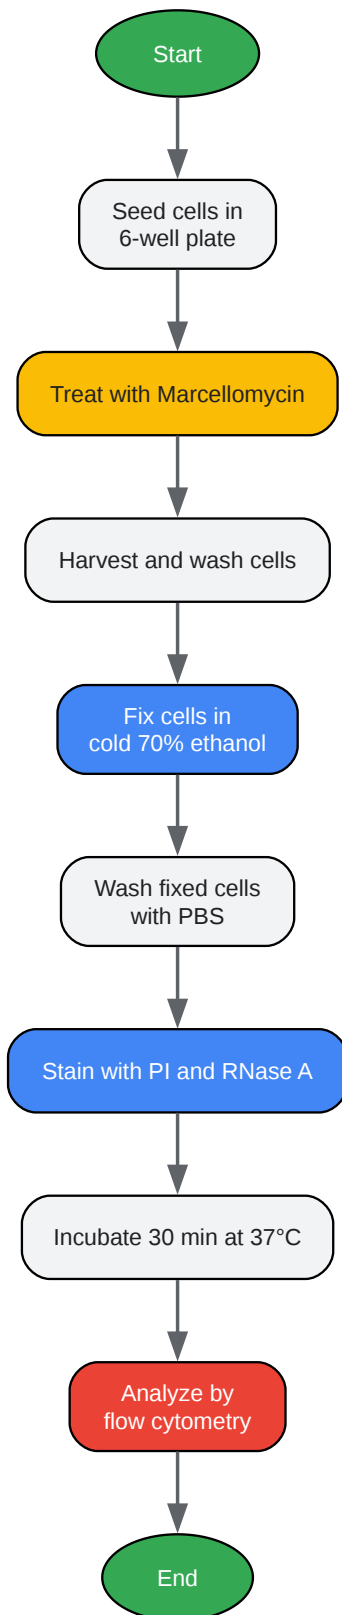 Start
Seed cells in
6-well plate
Treat with Marcellomycin
Harvest and wash cells
Fix cells in
cold 70% ethanol
Wash fixed cells
with PBS
Stain with PI and RNase A
Incubate 30 min at 37°C
Analyze by
flow cytometry
End